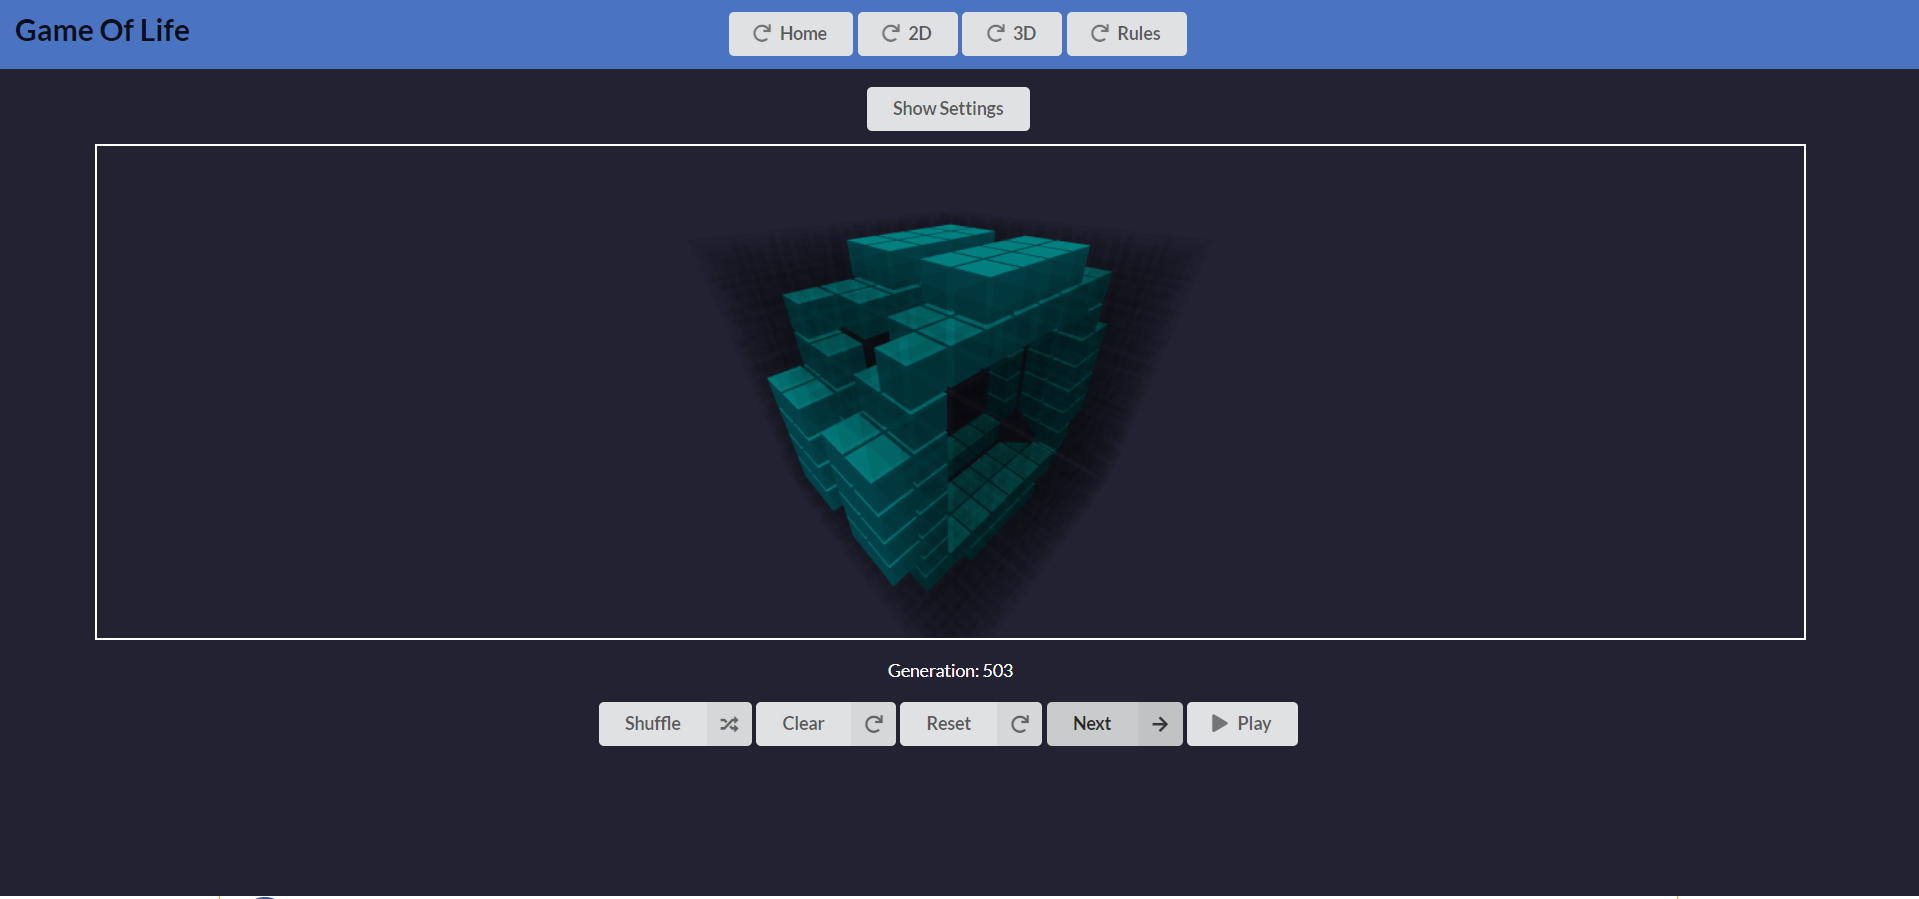 Game Of Life
Home
2D
3D
Rules
Show Settings
Generation: 503
Shuffle
Clear
Reset
Next
Play